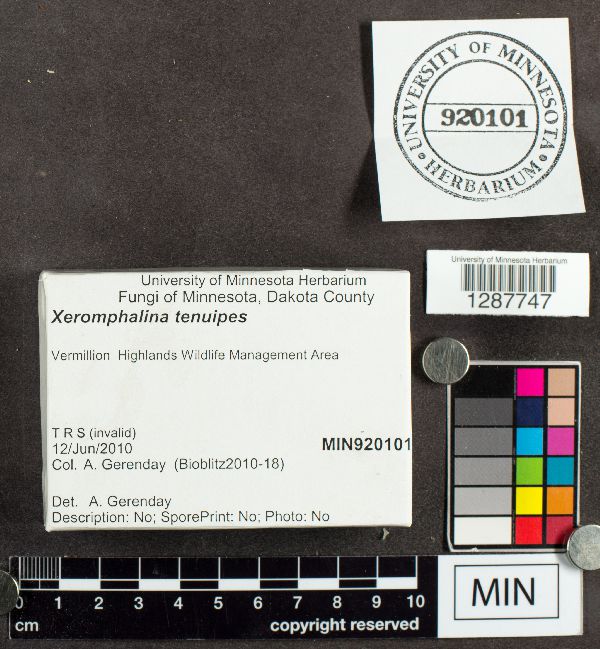 UNIVERSITY OF MINNESOTA
920101
HERBARIUM
University of Minnesota Herbarium
1287747
University of Minnesota Herbarium
Fungi of Minnesota, Dakota County
Xeromphalina tenuipes
Vermillion Highlands Wildlife Management Area
T R S (invalid)
12/Jun/2010
MIN920101
Col. A. Gerenday (Bioblitz2010-18)
Det. A. Gerenday
Description: No; SporePrint: No; Photo: No
0 1 2 3 4 5 6 7 8 9 10
cm
copyright reserved
MIN